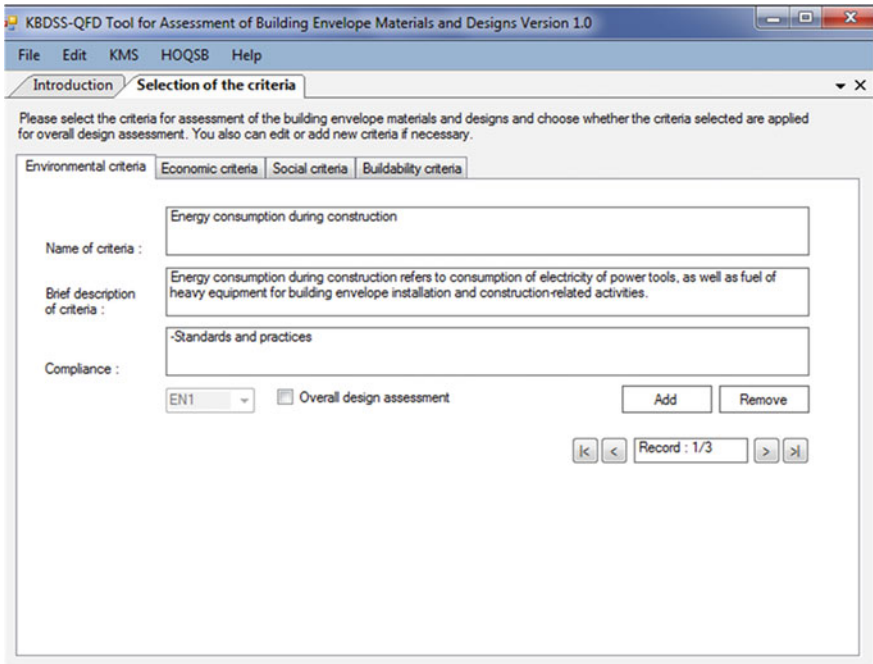 KBDSS-QFD Tool for Assessment of Building Envelope Materials and Designs Version 1.0
File Edit KMS HOQSB Help
Introduction Selection of the criteria
Please select the criteria for assessment of the building envelope materials and designs and choose whether the criteria selected are applied
for overall design assessment. You also can edit or add new criteria if necessary.
Environmental criteria Economic criteria Social criteria Buildability criteria
Energy consumption during construction
Name of criteria :
Energy consumption during construction refers to consumption of electricity of power tools, as well as fuel of
heavy equipment for building envelope installation and construction-related activities.
Brief description
of criteria :
-Standards and practices
Compliance :
EN1 Overall design assessment Add Remove
|< < Record : 1/3 > >|